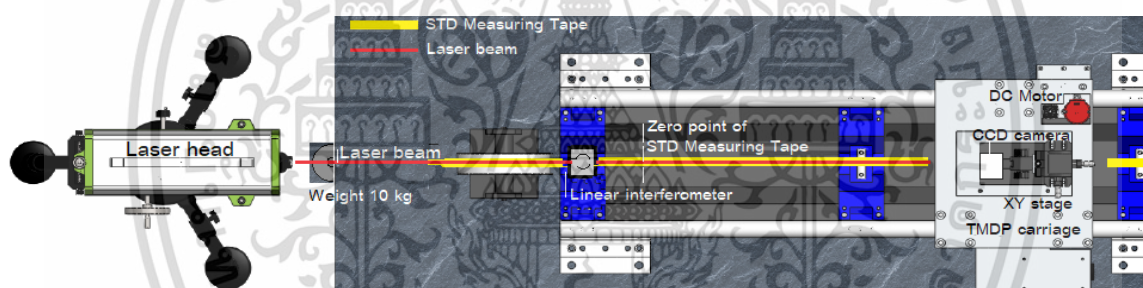 STD Measuring Tape
Laser beam
Laser head
Laser beam
Weight 10 kg
Zero point of
STD Measuring Tape
Linear interferometer
DC Motor
CCD camera
XY stage
TMDP carriage